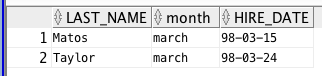 LAST_NAME month HIRE_DATE
1 Matos march 98-03-15
2 Taylor march 98-03-24